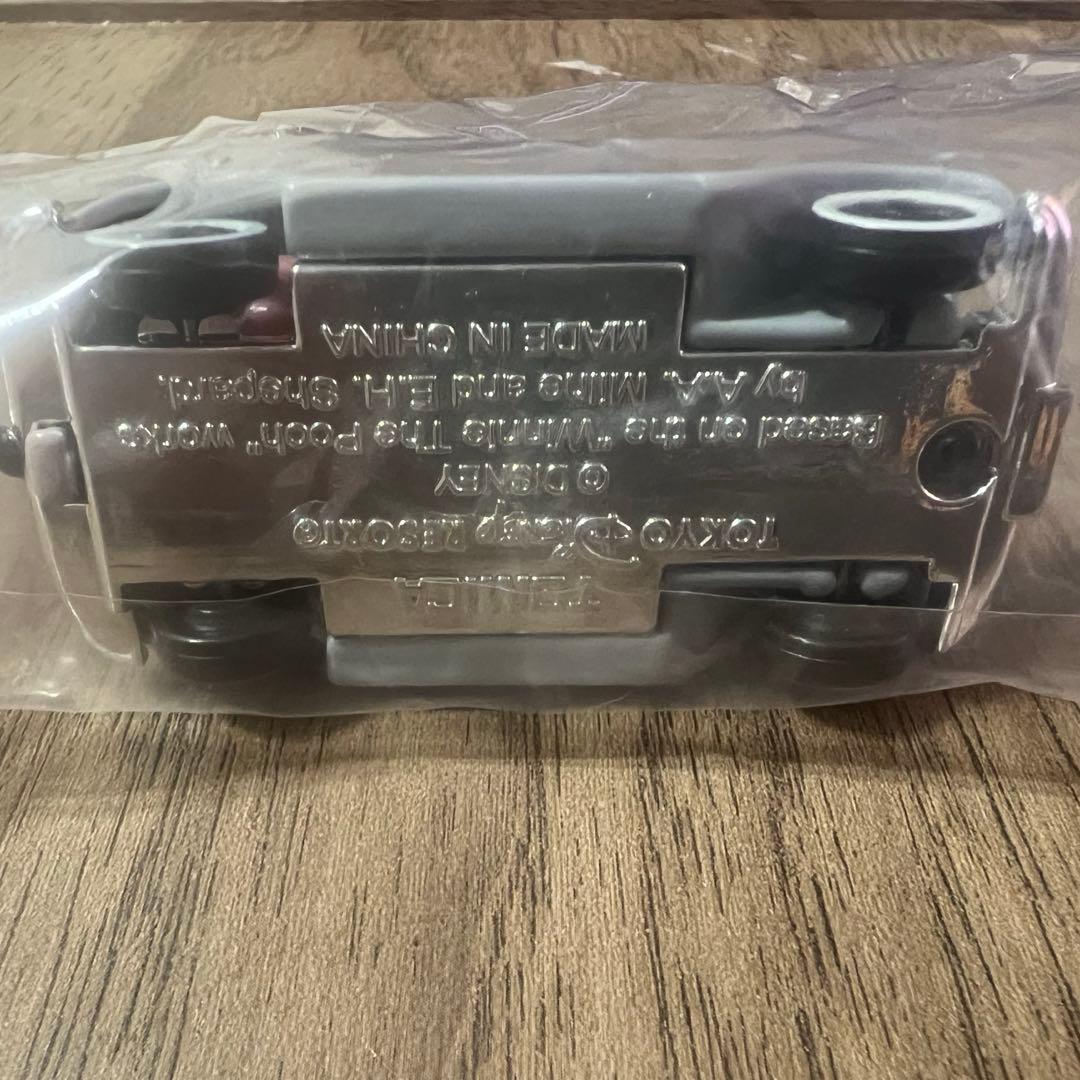 TOMICA
TOKYO Disney RESORT®
© DISNEY
Based on the "Winnie The Pooh" works
by A.A. Milne and E.H. Shepard.
MADE IN CHINA